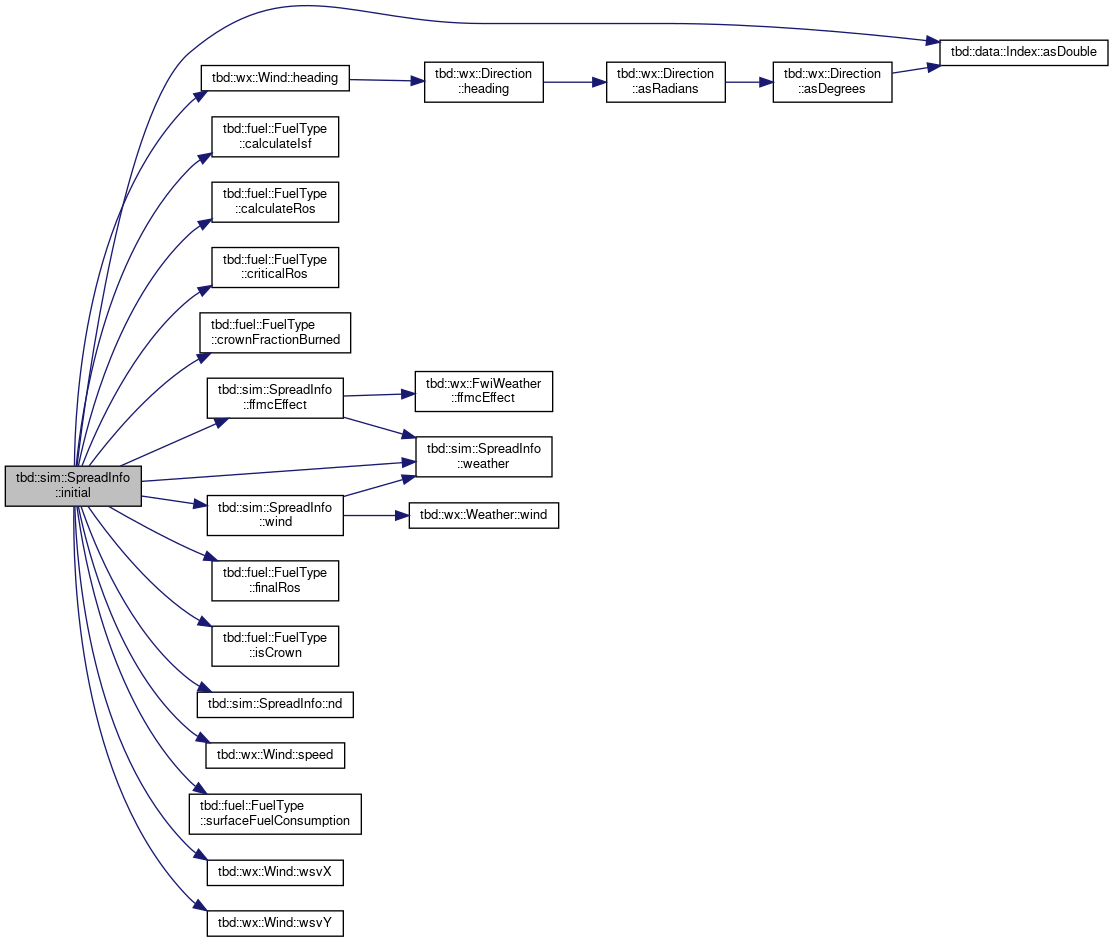 tbd::data::Index::asDouble
tbd::wx::Wind::heading
tbd::wx::Direction
::heading
tbd::wx::Direction
::asRadians
tbd::wx::Direction
::asDegrees
tbd::fuel::FuelType
::calculateIsf
tbd::fuel::FuelType
::calculateRos
tbd::fuel::FuelType
::criticalRos
tbd::fuel::FuelType
::crownFractionBurned
tbd::sim::SpreadInfo
::ffmcEffect
tbd::wx::FwiWeather
::ffmcEffect
tbd::sim::SpreadInfo
::weather
tbd::sim::SpreadInfo
::initial
tbd::sim::SpreadInfo
::wind
tbd::wx::Weather::wind
tbd::fuel::FuelType
::finalRos
tbd::fuel::FuelType
::isCrown
tbd::sim::SpreadInfo::nd
tbd::wx::Wind::speed
tbd::fuel::FuelType
::surfaceFuelConsumption
tbd::wx::Wind::wsvX
tbd::wx::Wind::wsvY